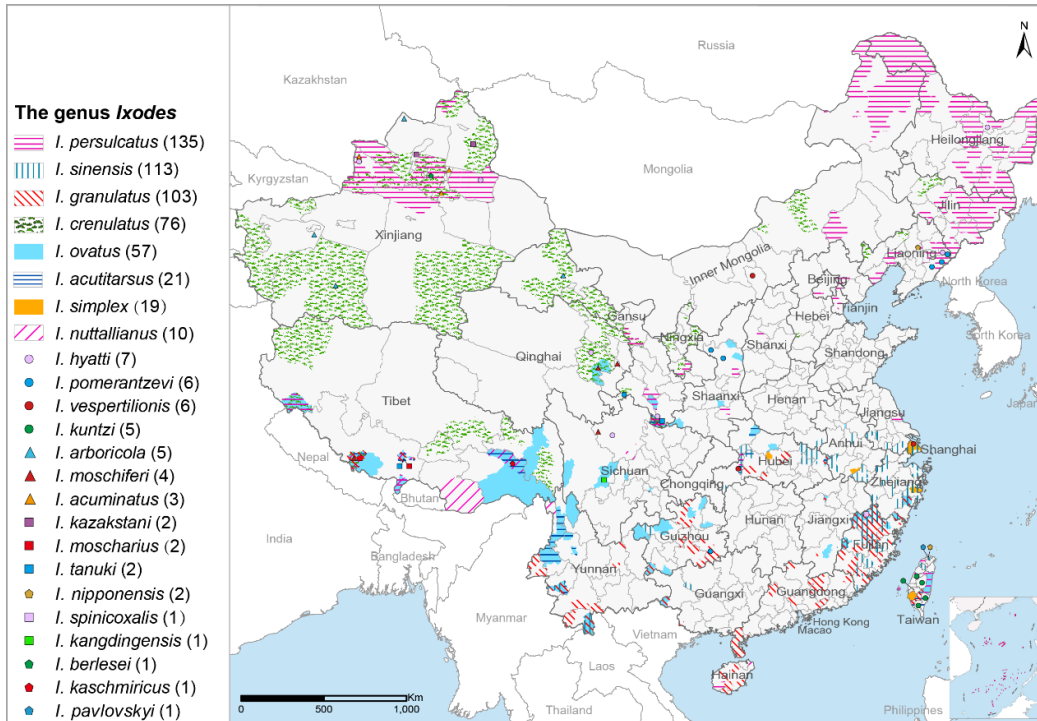 The genus Ixodes
I. persulcatus (135)
I. sinensis (113)
I. granulatus (103)
I. crenulatus (76)
I. ovatus (57)
I. acutitarsus (21)
I. simplex (19)
I. nuttallianus (10)
I. hyatti (7)
I. pomerantzevi (6)
I. vespertilionis (6)
I. kuntzi (5)
I. arboricola (5)
I. moschiferi (4)
I. acuminatus (3)
I. kazakstani (2)
I. moscharius (2)
I. tanuki (2)
I. nipponensis (2)
I. spinicoxalis (1)
I. kangdingensis (1)
I. berlesei (1)
I. kaschmiricus (1)
I. pavlovskyi (1)
N
Russia
Kazakhstan
Mongolia
Heilongjiang
Kyrgyzstan
Jilin
Xinjiang
Liaoning
Inner Mongolia
Beijing
North Korea
Tianjin
Gansu
Hebei
Ningxia
Shanxi
South Korea
Qinghai
Shandong
Shaanxi
Henan
Japan
Tibet
Jiangsu
Anhui
Shanghai
Nepal
Hubei
Sichuan
Zhejiang
Chongqing
Bhutan
Hunan
Jiangxi
India
Guizhou
Fujian
Bangladesh
Yunnan
Guangxi
Guangdong
Taiwan
Myanmar
Hong Kong
Macao
Vietnam
Laos
Hainan
Km
0 500 1,000
Thailand
Philippines